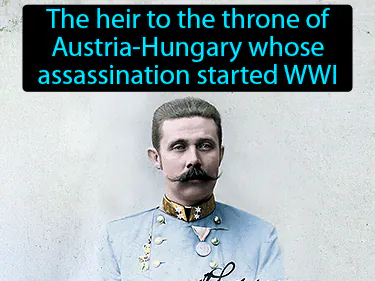 The heir to the throne of
Austria-Hungary whose
assassination started WWI